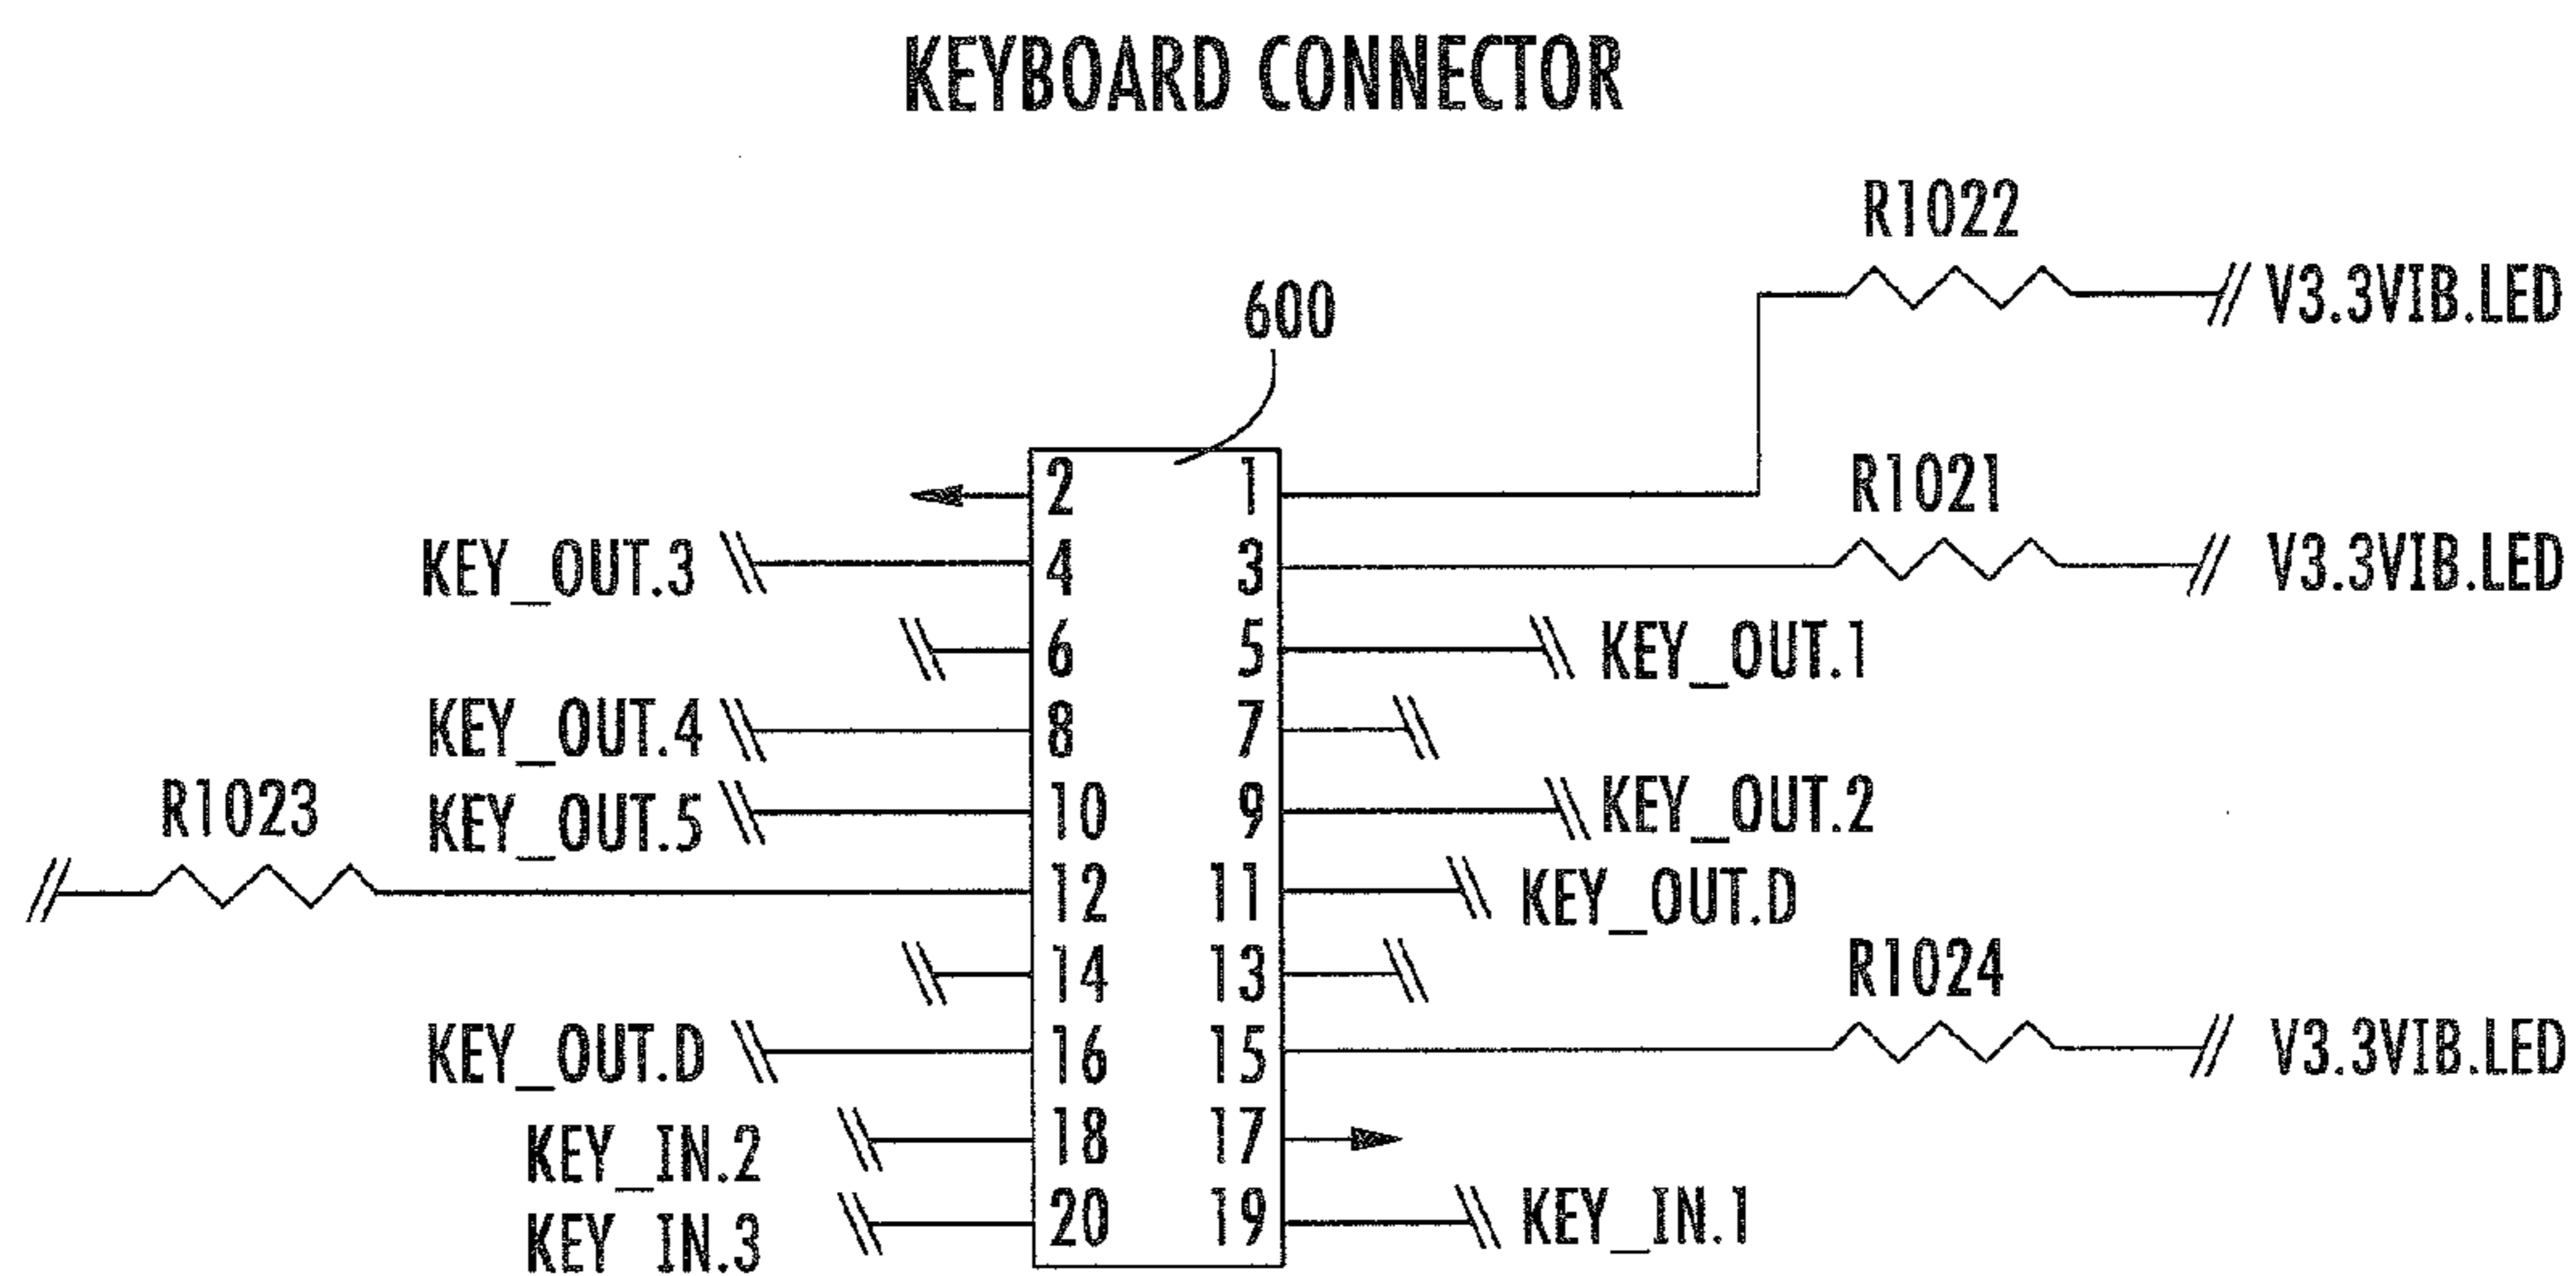 KEYBOARD CONNECTOR
R1022
V3.3VIB.LED
600
2 1
R1021
KEY_OUT.3 4 3 V3.3VIB.LED
6 5 KEY_OUT.1
KEY_OUT.4 8 7
R1023 KEY_OUT.5 10 9 KEY_OUT.2
12 11 KEY_OUT.D
14 13 R1024
KEY_OUT.D 16 15 V3.3VIB.LED
KEY_IN.2 18 17
KEY IN.3 20 19 KEY_IN.1